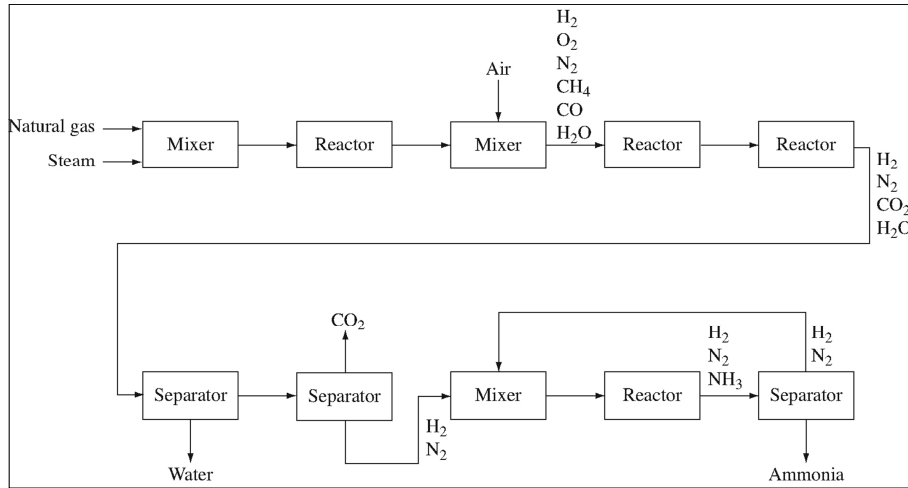 H₂
O₂
N₂
CH₄
CO
H₂O
Air
Natural gas
Steam
Mixer
Reactor
Mixer
Reactor
Reactor
H₂
N₂
CO₂
H₂O
CO₂
H₂
N₂
NH₃
H₂
N₂
Separator
Separator
Mixer
Reactor
Separator
H₂
N₂
Water
Ammonia